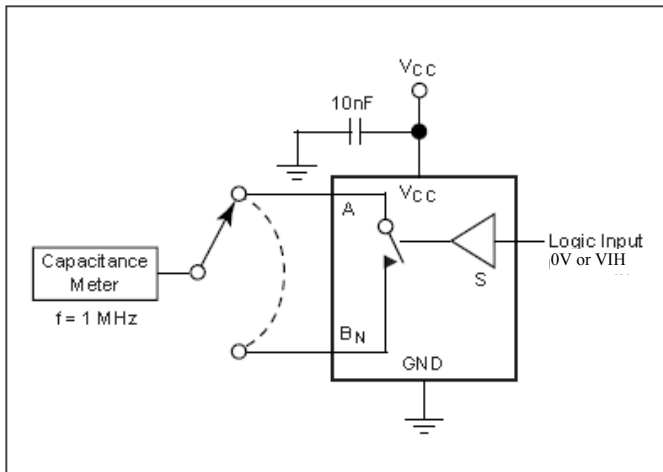 VCC
10nF
VCC
A
Logic Input
0V or VIH
Capacitance
Meter
S
f = 1 MHz
BN
GND